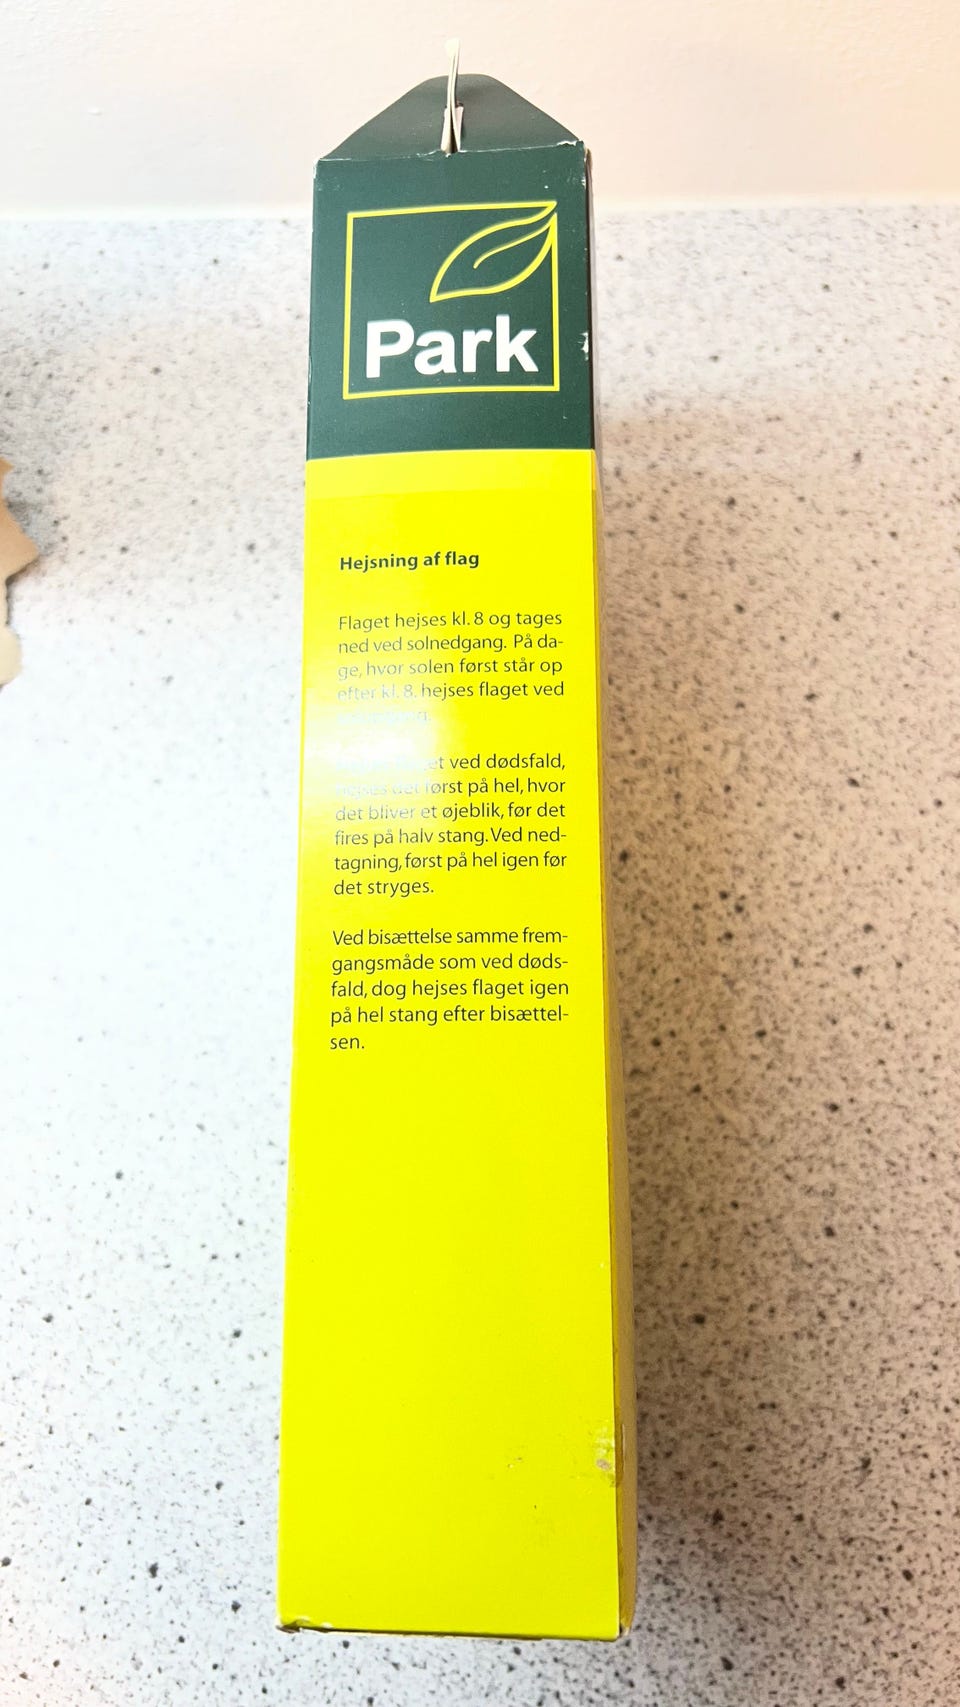 Park
Hejsning af flag
Flaget hejses kl. 8 og tages
ned ved solnedgang. På da-
ge, hvor solen først står op
efter kl. 8. hejses flaget ved
et ved dødsfald,
hejses det først på hel, hvor
det bliver et øjeblik, før det
fires på halv stang. Ved ned-
tagning, først på hel igen før
det stryges.
Ved bisættelse samme frem-
gangsmåde som ved døds-
fald, dog hejses flaget igen
på hel stang efter bisættel-
sen.